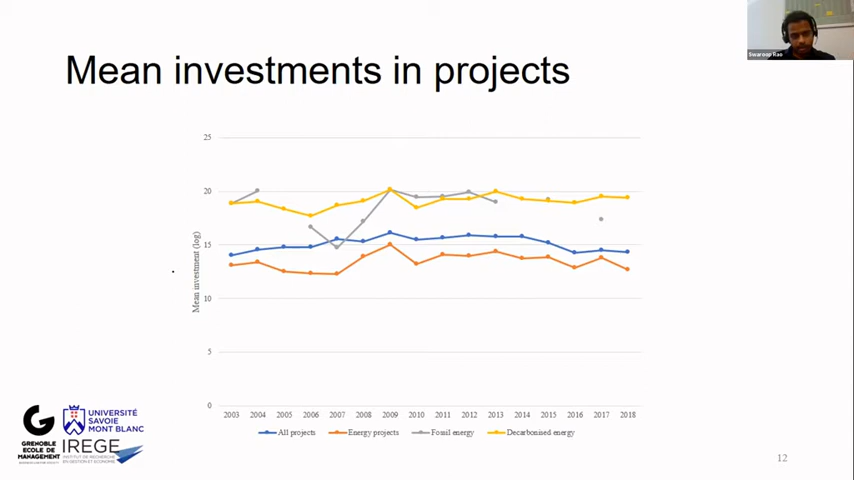 Swarnap Rao
Mean investments in projects
25
20
15
10
5
0
Mean investment (log)
2003 2004 2005 2006 2007 2008 2009 2010 2011 2012 2013 2014 2015 2016 2017 2018
All projects Energy projects Fossil energy Decarbonised energy
GRENOBLE
ECOLE DE
MANAGEMENT
UNIVERSITÉ
SAVOIE
MONT BLANC
IREGE
INSTITUT DE RECHERCHE
EN GESTION ET ECONOMIE
12